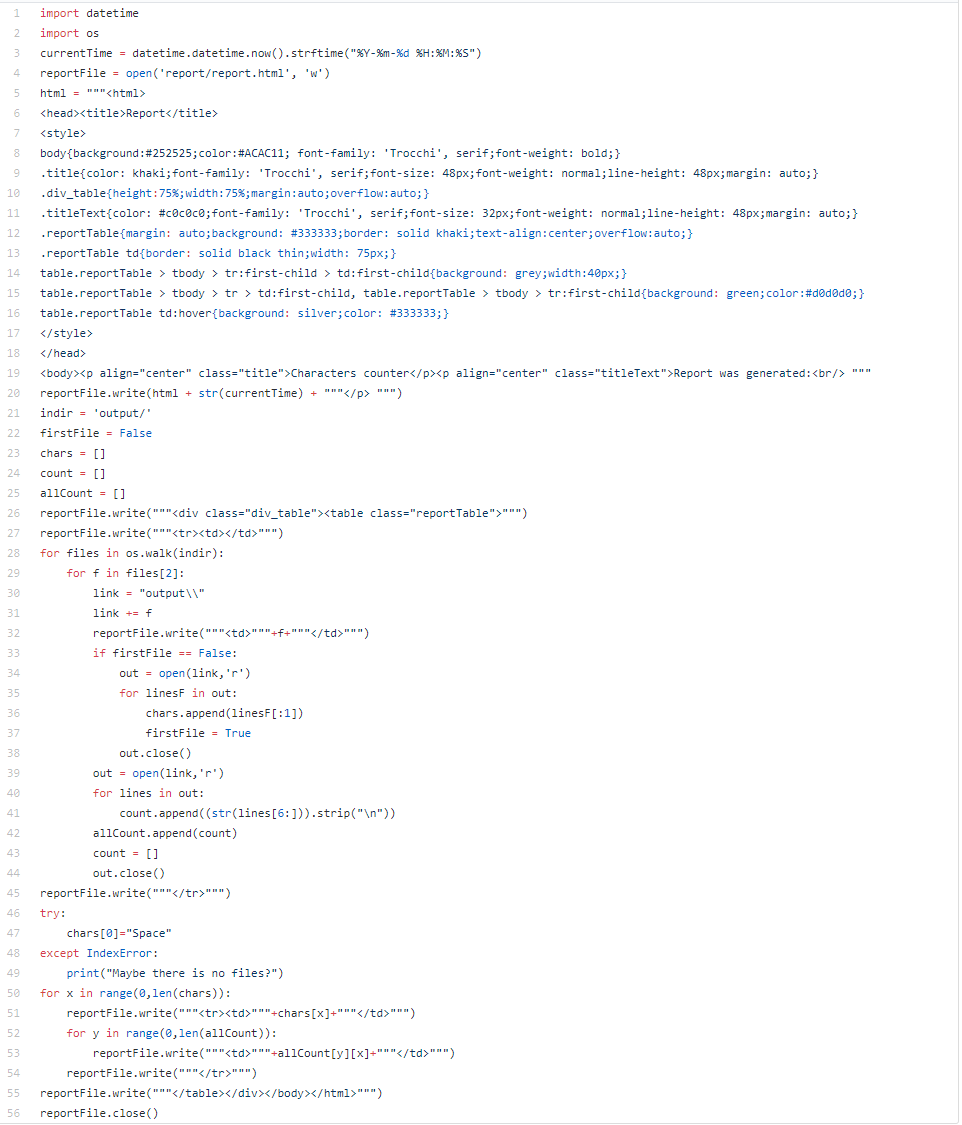 1 import datetime
2 import os
3 currentTime = datetime.datetime.now().strftime("%Y-%m-%d %H:%M:%S")
4 reportFile = open('report/report.html', 'w')
5 html = """<html>
6 <head><title>Report</title>
7 <style>
8 body{background:#252525;color:#ACAC11; font-family: 'Trocchi', serif;font-weight: bold;}
9 .title{color: khaki;font-family: 'Trocchi', serif;font-size: 48px;font-weight: normal;line-height: 48px;margin: auto;}
10 .div_table{height:75%;width:75%;margin:auto;overflow:auto;}
11 .titleText{color: #c0c0c0;font-family: 'Trocchi', serif;font-size: 32px;font-weight: normal;line-height: 48px;margin: auto;}
12 .reportTable{margin: auto;background: #333333;border: solid khaki;text-align:center;overflow:auto;}
13 .reportTable td{border: solid black thin;width: 75px;}
14 table.reportTable > tbody > tr:first-child > td:first-child{background: grey;width:40px;}
15 table.reportTable > tbody > tr > td:first-child, table.reportTable > tbody > tr:first-child{background: green;color:#d0d0d0;}
16 table.reportTable td:hover{background: silver;color: #333333;}
17 </style>
18 </head>
19 <body><p align="center" class="title">Characters counter</p><p align="center" class="titleText">Report was generated:<br/> """
20 reportFile.write(html + str(currentTime) + """</p> """)
21 indir = 'output/'
22 firstFile = False
23 chars = []
24 count = []
25 allCount = []
26 reportFile.write("""<div class="div_table"><table class="reportTable">""")
27 reportFile.write("""<tr><td></td>""")
28 for files in os.walk(indir):
29     for f in files[2]:
30         link = "output\\"
31         link += f
32         reportFile.write("""<td>"""+f+"""</td>""")
33         if firstFile == False:
34             out = open(link,'r')
35             for linesF in out:
36                 chars.append(linesF[:1])
37                 firstFile = True
38             out.close()
39         out = open(link,'r')
40         for lines in out:
41             count.append((str(lines[6:])).strip("\n"))
42         allCount.append(count)
43         count = []
44         out.close()
45 reportFile.write("""</tr>""")
46 try:
47     chars[0]="Space"
48 except IndexError:
49     print("Maybe there is no files?")
50 for x in range(0,len(chars)):
51     reportFile.write("""<tr><td>"""+chars[x]+"""</td>""")
52     for y in range(0,len(allCount)):
53         reportFile.write("""<td>"""+allCount[y][x]+"""</td>""")
54     reportFile.write("""</tr>""")
55 reportFile.write("""</table></div></body></html>""")
56 reportFile.close()